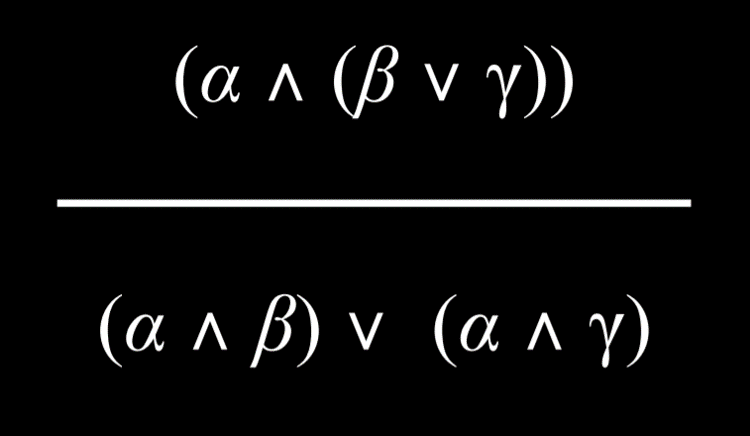 (α ∧ (β ∨ γ))
(α ∧ β) ∨ (α ∧ γ)